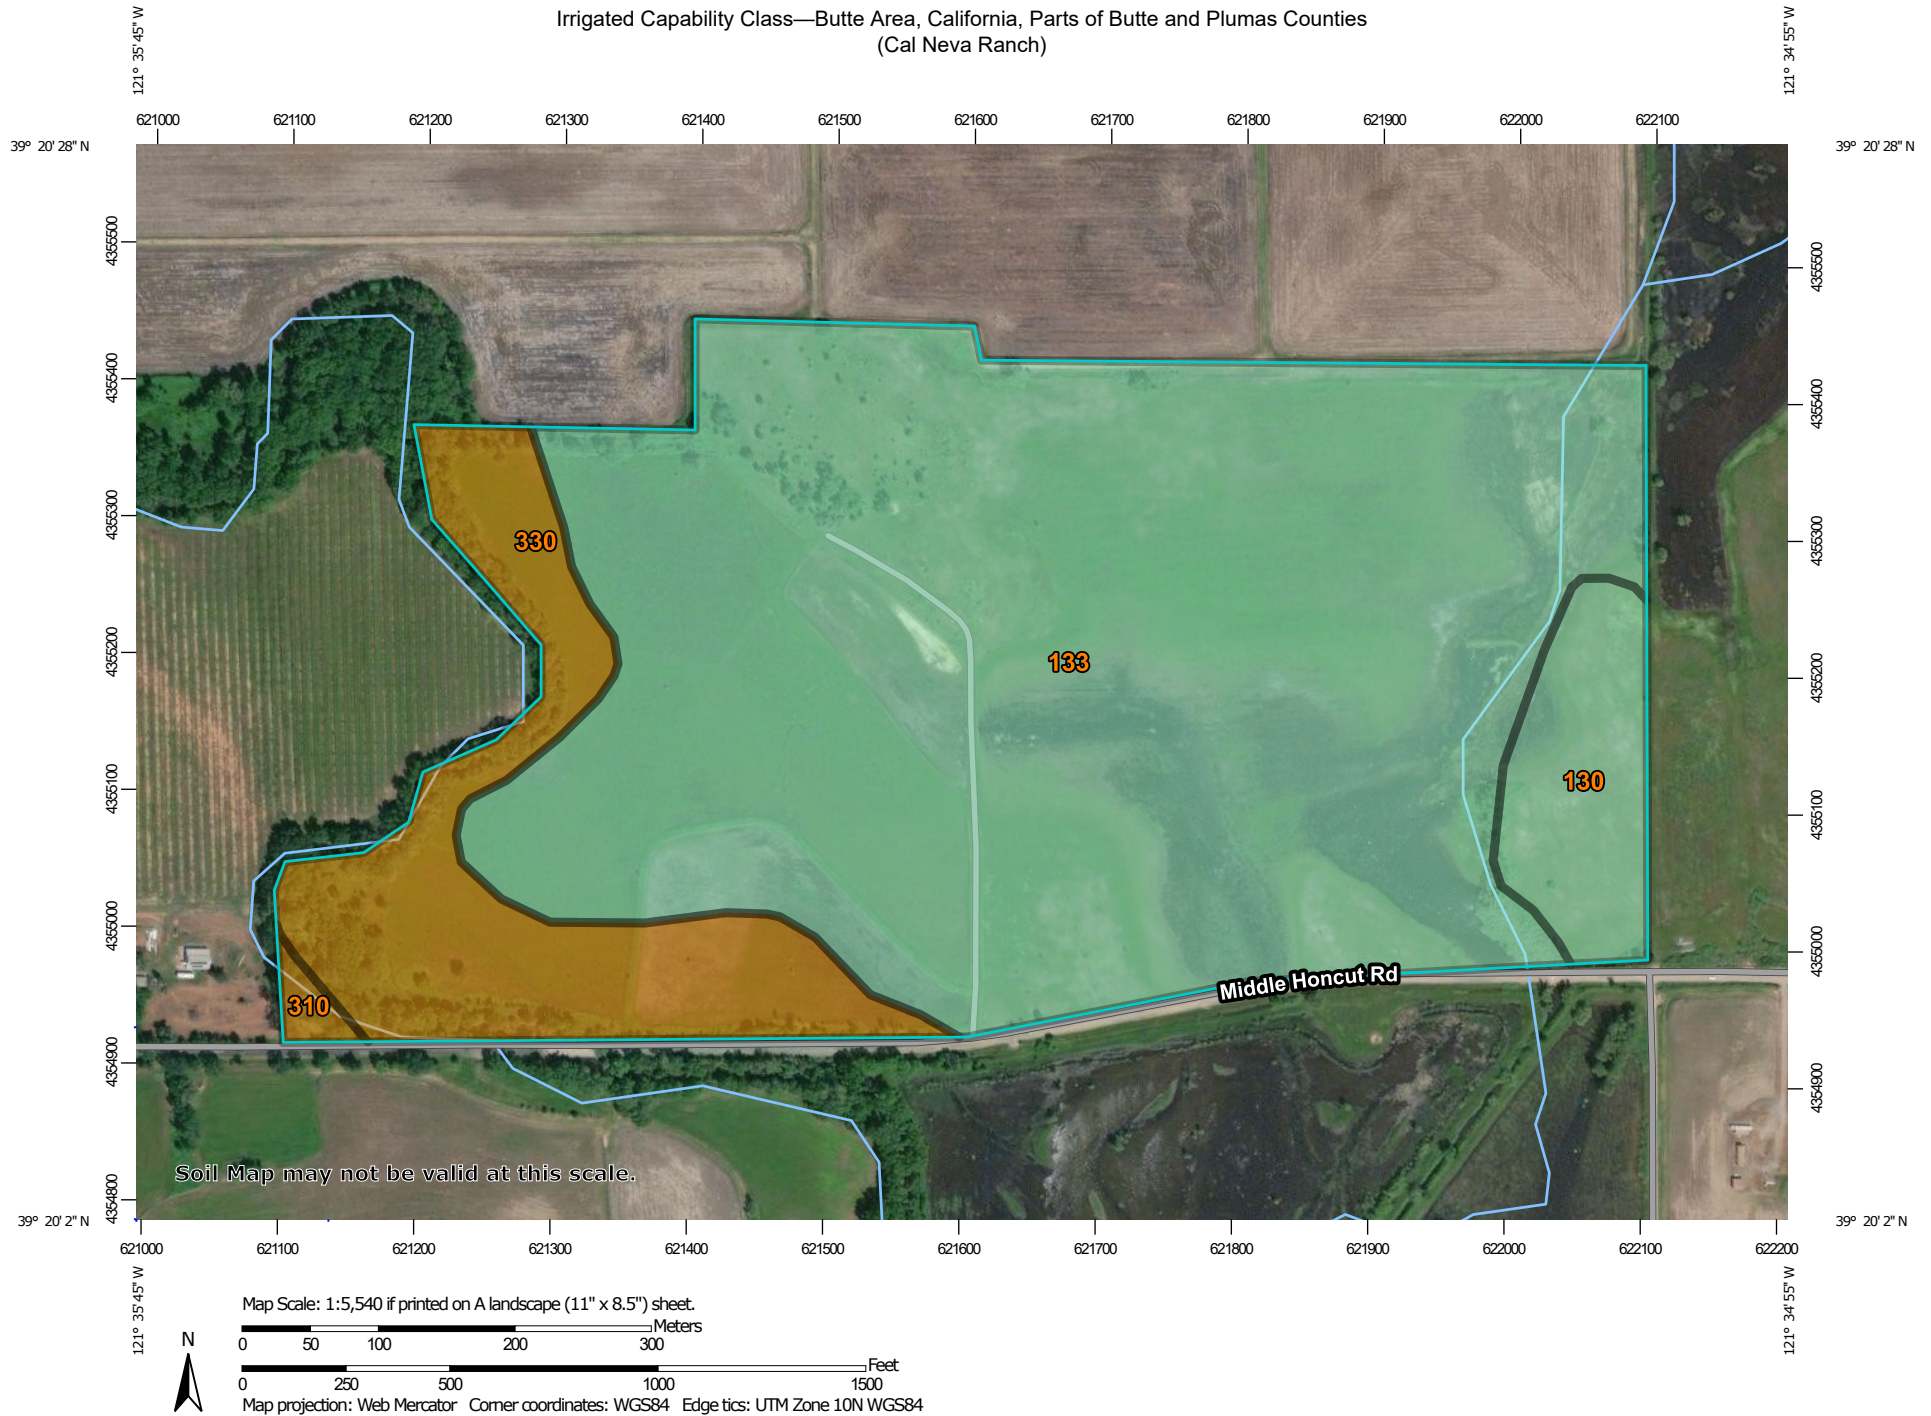 Irrigated Capability Class—Butte Area, California, Parts of Butte and Plumas Counties
(Cal Neva Ranch)
121° 35' 45" W
121° 34' 55" W
621000 621100 621200 621300 621400 621500 621600 621700 621800 621900 622000 622100
39° 20' 28" N
39° 20' 28" N
4355500
4355500
4355400
4355400
4355300
4355300
330
4355200
4355200
133
4355100
4355100
130
4355000
4355000
Middle Honcut Rd
310
4354900
4354900
Soil Map may not be valid at this scale.
4354800
39° 20' 2" N
39° 20' 2" N
621000 621100 621200 621300 621400 621500 621600 621700 621800 621900 622000 622100 622200
121° 35' 45" W
121° 34' 55" W
Map Scale: 1:5,540 if printed on A landscape (11" x 8.5") sheet.
Meters
0 50 100 200 300
N
Feet
0 250 500 1000 1500
Map projection: Web Mercator Corner coordinates: WGS84 Edge tics: UTM Zone 10N WGS84